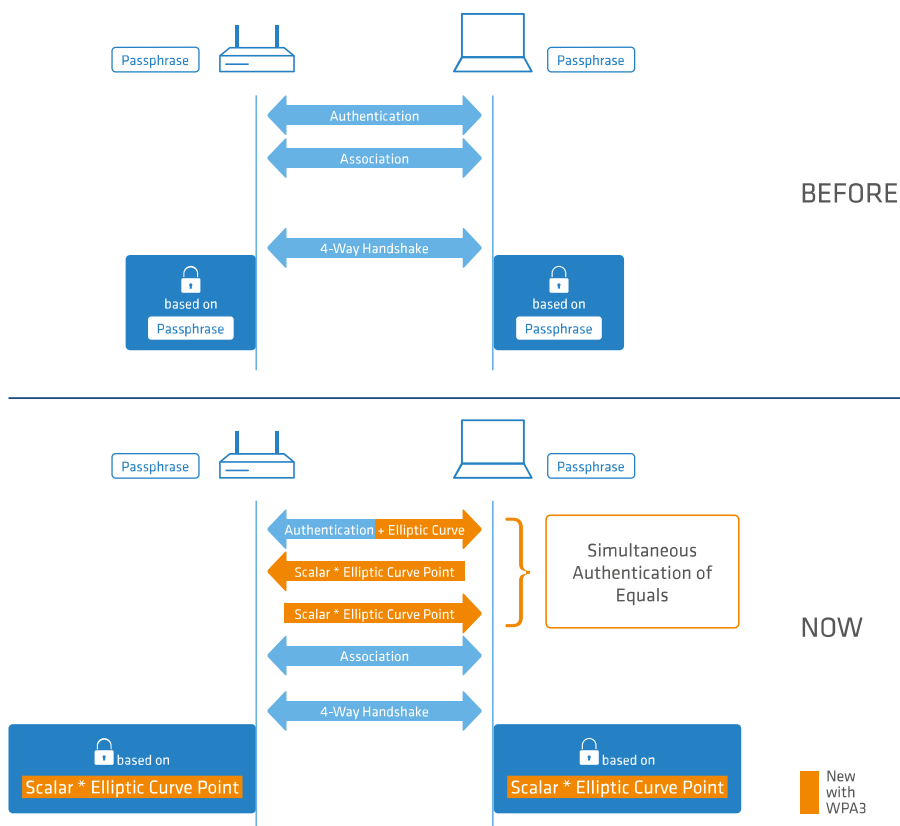 Passphrase
Passphrase
Authentication
Association
BEFORE
4-Way Handshake
based on
Passphrase
based on
Passphrase
Passphrase
Passphrase
Authentication + Elliptic Curve
Scalar * Elliptic Curve Point
Scalar * Elliptic Curve Point
Simultaneous
Authentication of
Equals
NOW
Association
4-Way Handshake
based on
Scalar * Elliptic Curve Point
based on
Scalar * Elliptic Curve Point
New
with
WPA3